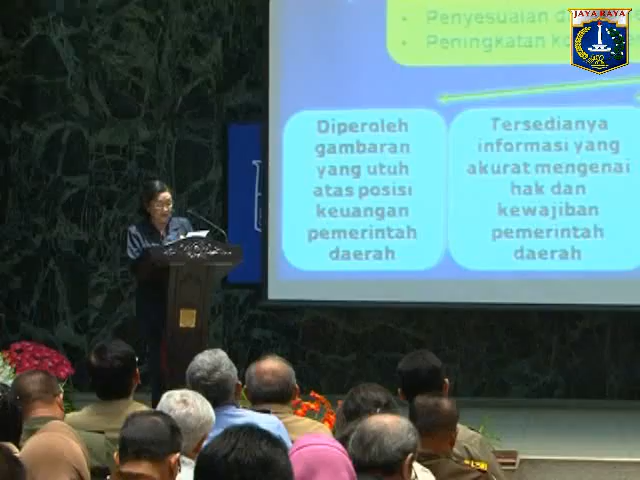 JAYA RAYA
• Penyesuaian
• Peningkatan
Diperoleh
gambaran
yang utuh
atas posisi
keuangan
pemerintah
daerah
Tersedianya
informasi yang
akurat mengenai
hak dan
kewajiban
pemerintah
daerah